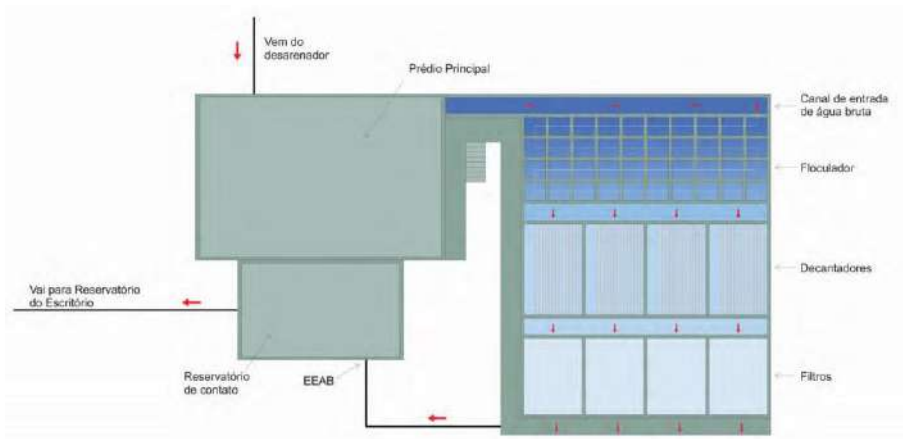 Vem do
desarenador
Prédio Principal
Canal de entrada
de água bruta
Floculador
Decantadores
Vai para Reservatório
do Escritório
Reservatório
de contato
EEAB
Filtros